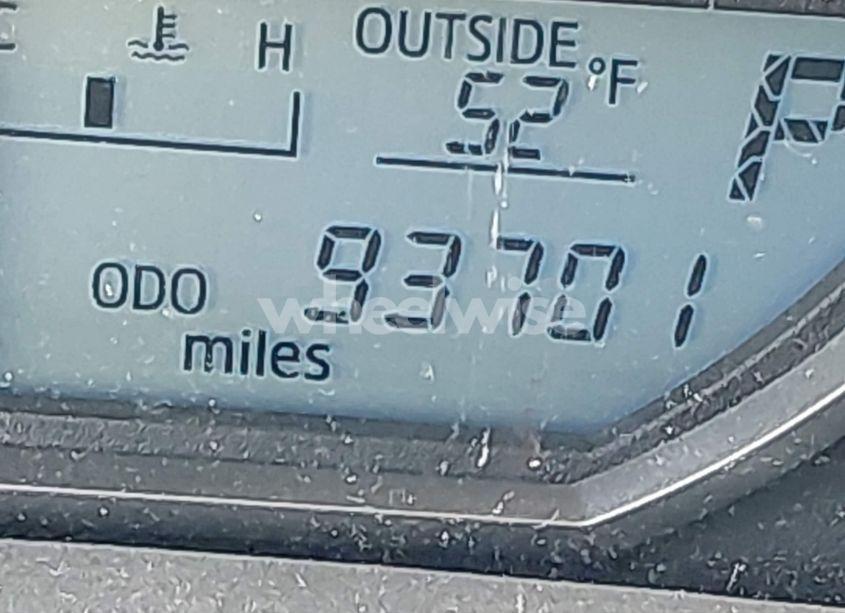 H
OUTSIDE
52 °F
P
ODO 93701
miles
wheelwise